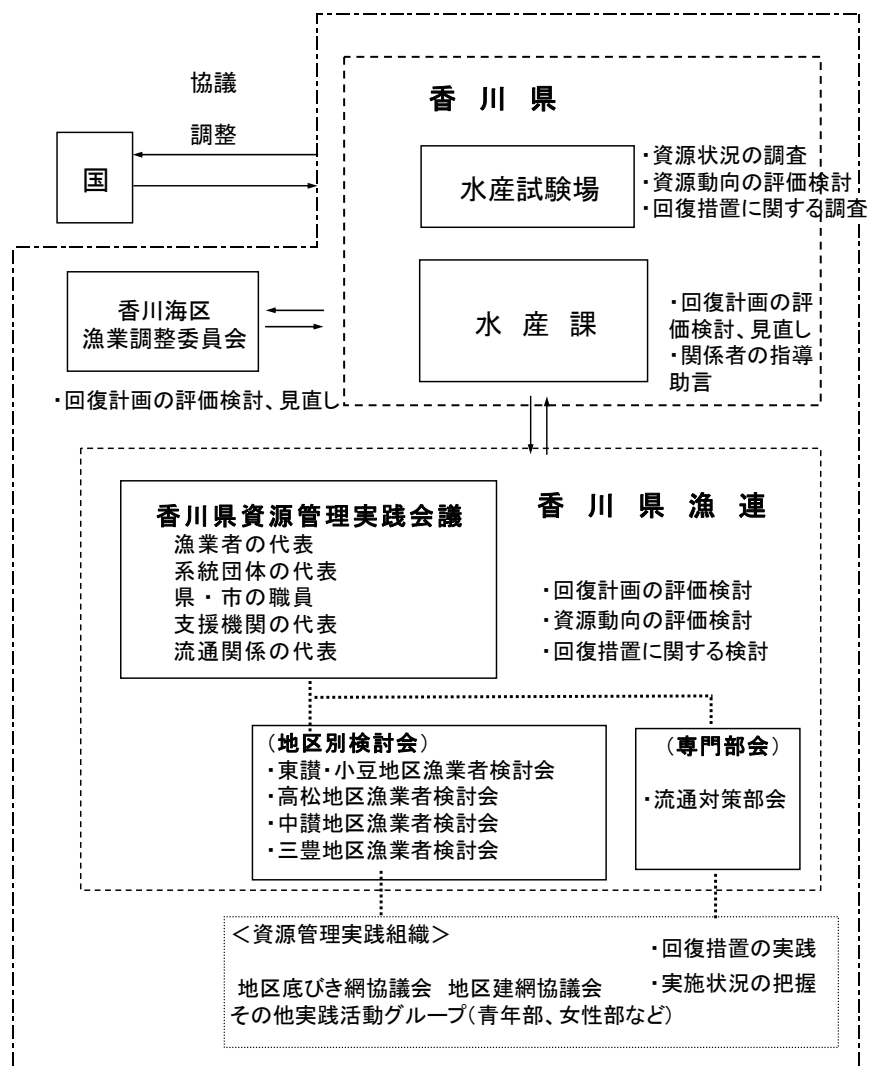 協議
調整
国
香 川 県
水産試験場
・資源状況の調査
・資源動向の評価検討
・回復措置に関する調査
香川海区
漁業調整委員会
・回復計画の評価検討、見直し
水 産 課
・回復計画の評
価検討、見直し
・関係者の指導
助言
香川県資源管理実践会議
漁業者の代表
系統団体の代表
県・市の職員
支援機関の代表
流通関係の代表
香 川 県 漁 連
・回復計画の評価検討
・資源動向の評価検討
・回復措置に関する検討
(地区別検討会)
・東讃・小豆地区漁業者検討会
・高松地区漁業者検討会
・中讃地区漁業者検討会
・三豊地区漁業者検討会
(専門部会)
・流通対策部会
＜資源管理実践組織＞
地区底びき網協議会 地区建網協議会
その他実践活動グループ(青年部、女性部など)
・回復措置の実践
・実施状況の把握